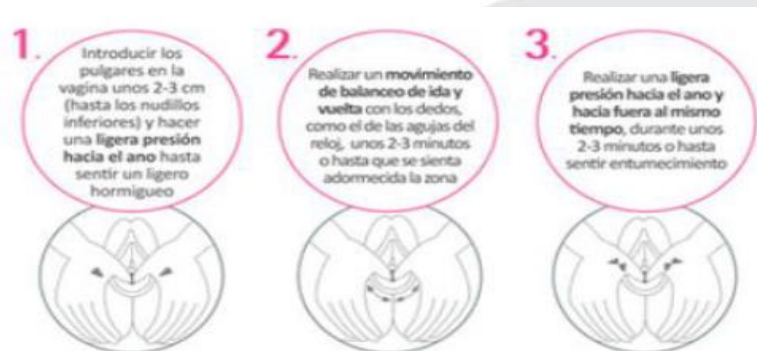 1.
Introducir los
pulgares en la
vagina unos 2-3 cm
(hasta los nudillos
inferiores) y hacer
una ligera presión
hacia el ano hasta
sentir un ligero
hormigueo
2.
Realizar un movimiento
de balanceo de ida y
vuelta con los dedos,
como el de las agujas del
reloj, unos 2-3 minutos
o hasta que se sienta
adormecida la zona
3.
Realizar una ligera
presión hacia el ano y
hacia fuera al mismo
tiempo, durante unos
2-3 minutos o hasta
sentir entumecimiento